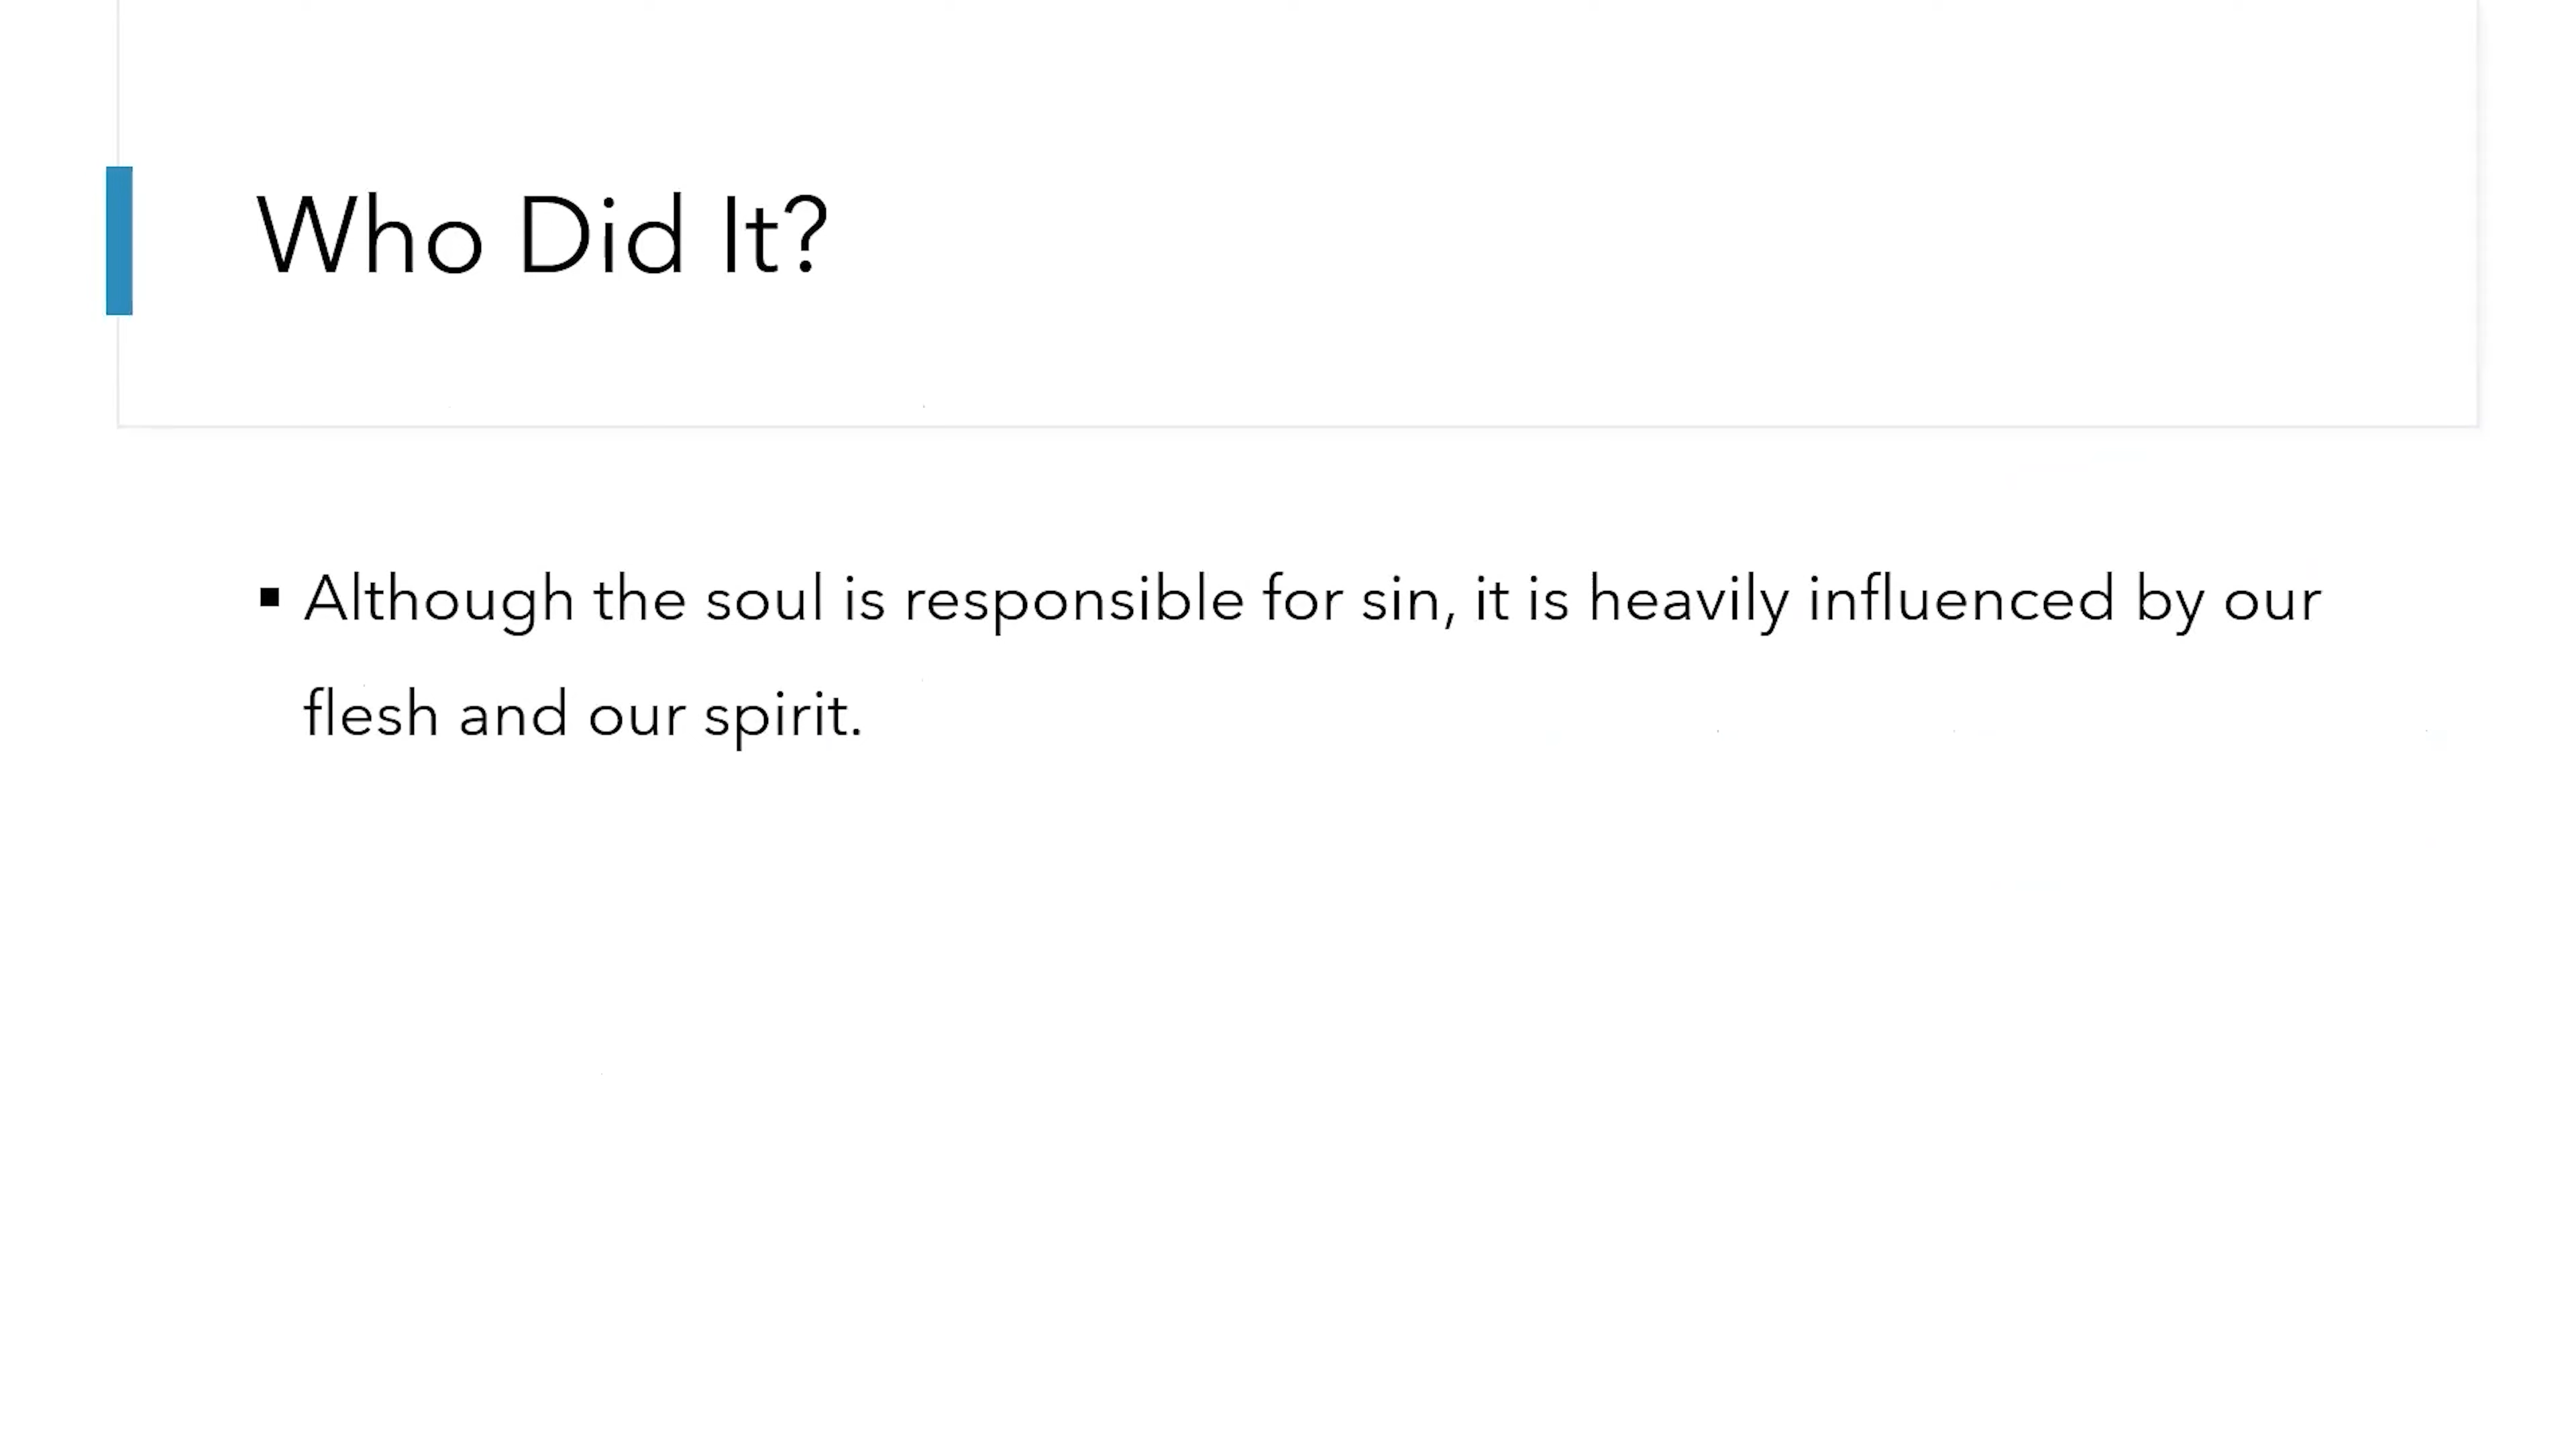 Who Did It?
▪ Although the soul is responsible for sin, it is heavily influenced by our
flesh and our spirit.